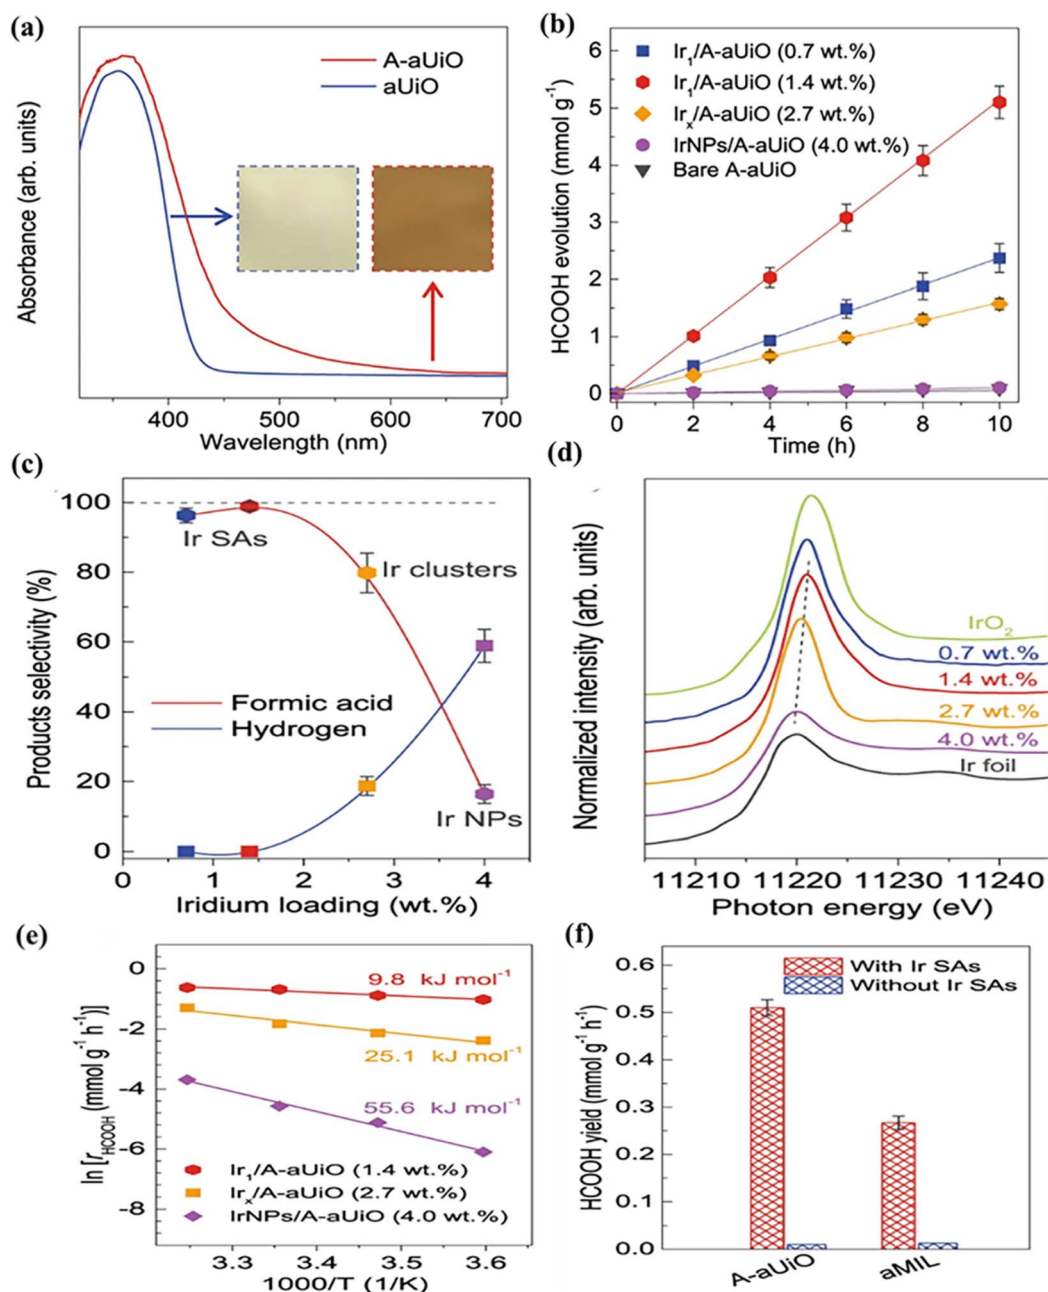 (a)
A-aUiO
aUiO
Absorbance (arb. units)
400 500 600 700
Wavelength (nm)
(b)
Ir₁/A-aUiO (0.7 wt.%)
Ir₁/A-aUiO (1.4 wt.%)
Irₓ/A-aUiO (2.7 wt.%)
IrNPs/A-aUiO (4.0 wt.%)
Bare A-aUiO
HCOOH evolution (mmol g⁻¹)
6
5
4
3
2
1
0
0 2 4 6 8 10
Time (h)
(c)
Products selectivity (%)
100
80
60
40
20
0
Ir SAs
Ir clusters
Formic acid
Hydrogen
Ir NPs
0 1 2 3 4
Iridium loading (wt.%)
(d)
Normalized intensity (arb. units)
IrO₂
0.7 wt.%
1.4 wt.%
2.7 wt.%
4.0 wt.%
Ir foil
11210 11220 11230 11240
Photon energy (eV)
(e)
ln [r_HCOOH (mmol g⁻¹ h⁻¹)]
0
-2
-4
-6
-8
9.8 kJ mol⁻¹
25.1 kJ mol⁻¹
55.6 kJ mol⁻¹
Ir₁/A-aUiO (1.4 wt.%)
Irₓ/A-aUiO (2.7 wt.%)
IrNPs/A-aUiO (4.0 wt.%)
3.3 3.4 3.5 3.6
1000/T (1/K)
(f)
HCOOH yield (mmol g⁻¹ h⁻¹)
0.6
0.5
0.4
0.3
0.2
0.1
0.0
With Ir SAs
Without Ir SAs
A-aUiO
aMIL